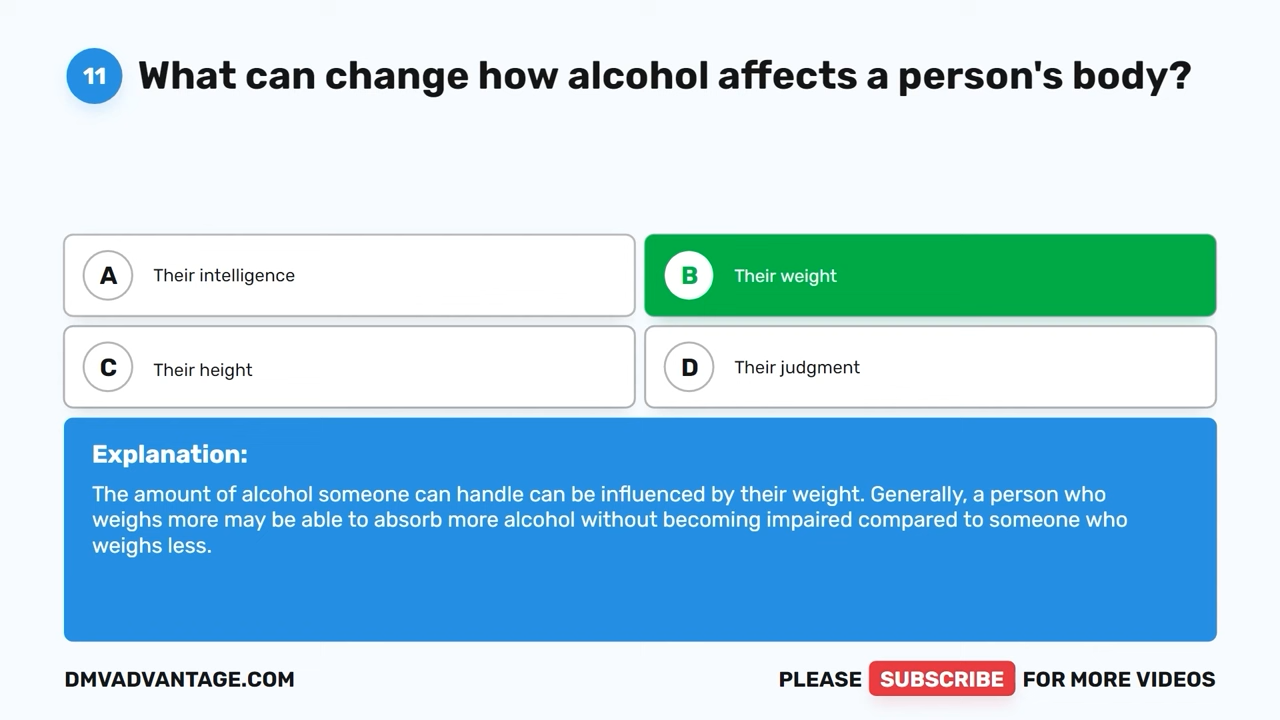 11 What can change how alcohol affects a person's body?
A Their intelligence
B Their weight
C Their height
D Their judgment
Explanation:
The amount of alcohol someone can handle can be influenced by their weight. Generally, a person who
weighs more may be able to absorb more alcohol without becoming impaired compared to someone who
weighs less.
DMVADVANTAGE.COM
PLEASE SUBSCRIBE FOR MORE VIDEOS